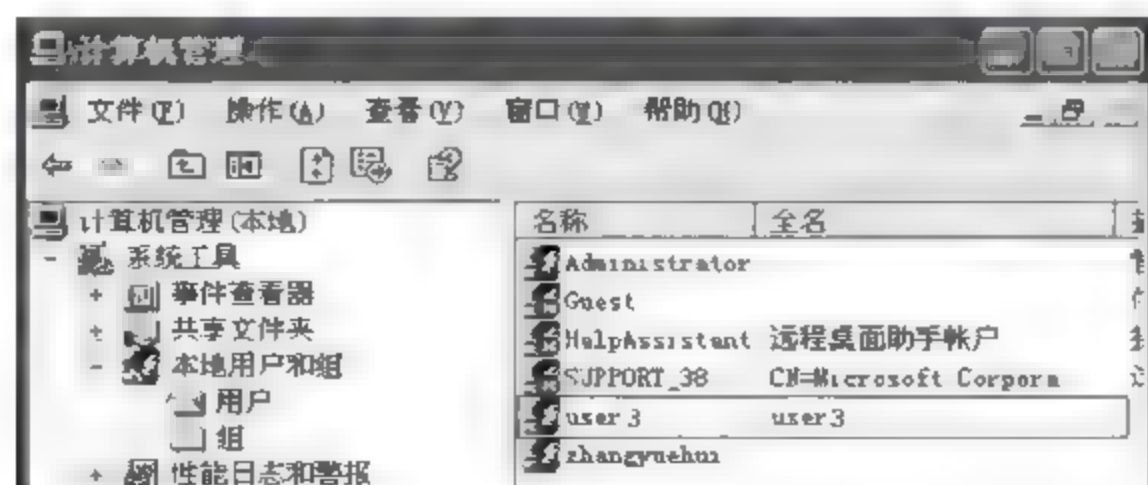 计算机管理
文件(F) 操作(A) 查看(V) 窗口(W) 帮助(H)
计算机管理(本地)
系统工具
事件查看器
共享文件夹
本地用户和组
用户
组
性能日志和警报
名称 全名
Administrator
Guest
HelpAssistant 远程桌面助手帐户
SUPPORT_38 CN=Microsoft Corpora
user3 user3
zhangyuehui